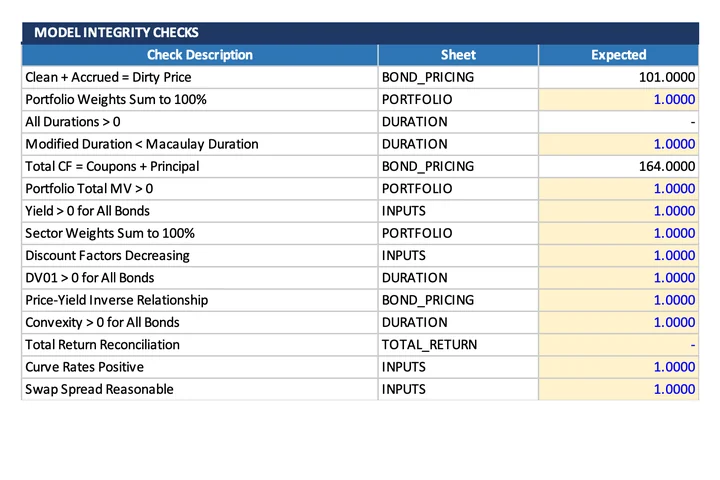 MODEL INTEGRITY CHECKS
Check Description Sheet Expected
Clean + Accrued = Dirty Price BOND_PRICING 101.0000
Portfolio Weights Sum to 100% PORTFOLIO 1.0000
All Durations > 0 DURATION -
Modified Duration < Macaulay Duration DURATION 1.0000
Total CF = Coupons + Principal BOND_PRICING 164.0000
Portfolio Total MV > 0 PORTFOLIO 1.0000
Yield > 0 for All Bonds INPUTS 1.0000
Sector Weights Sum to 100% PORTFOLIO 1.0000
Discount Factors Decreasing INPUTS 1.0000
DV01 > 0 for All Bonds DURATION 1.0000
Price-Yield Inverse Relationship BOND_PRICING 1.0000
Convexity > 0 for All Bonds DURATION 1.0000
Total Return Reconciliation TOTAL_RETURN -
Curve Rates Positive INPUTS 1.0000
Swap Spread Reasonable INPUTS 1.0000